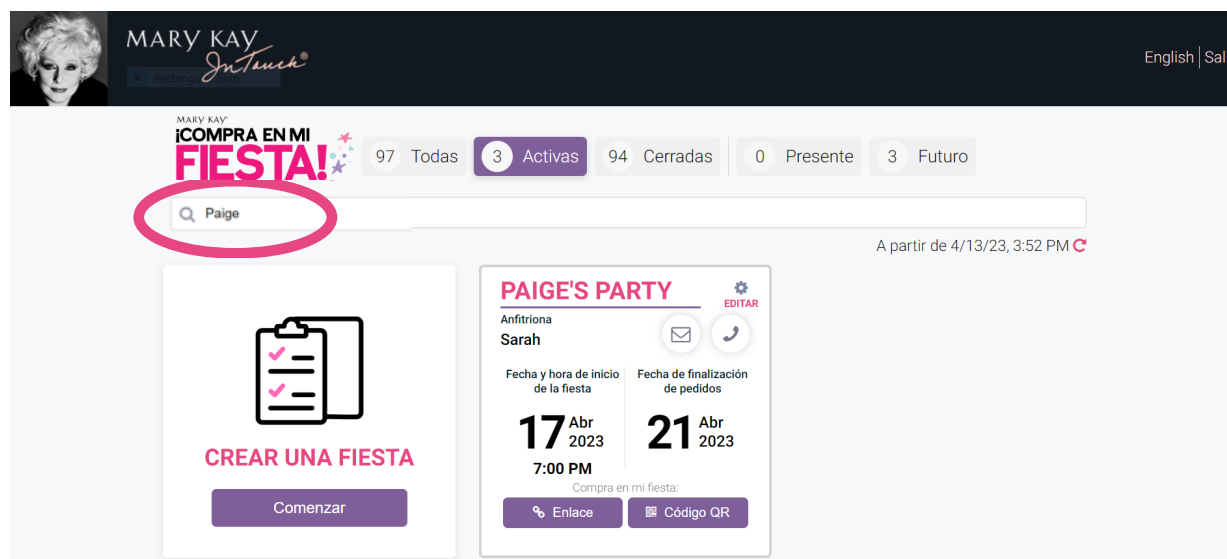 MARY KAY
InTouch®
Rectangular Snip
English | Sal
MARY KAY®
¡COMPRA EN MI
FIESTA!
97 Todas
3 Activas
94 Cerradas
0 Presente
3 Futuro
Paige
A partir de 4/13/23, 3:52 PM
PAIGE'S PARTY
EDITAR
Anfitriona
Sarah
Fecha y hora de inicio
de la fiesta
Fecha de finalización
de pedidos
17 Abr
2023
21 Abr
2023
7:00 PM
Compra en mi fiesta:
Enlace
Código QR
CREAR UNA FIESTA
Comenzar